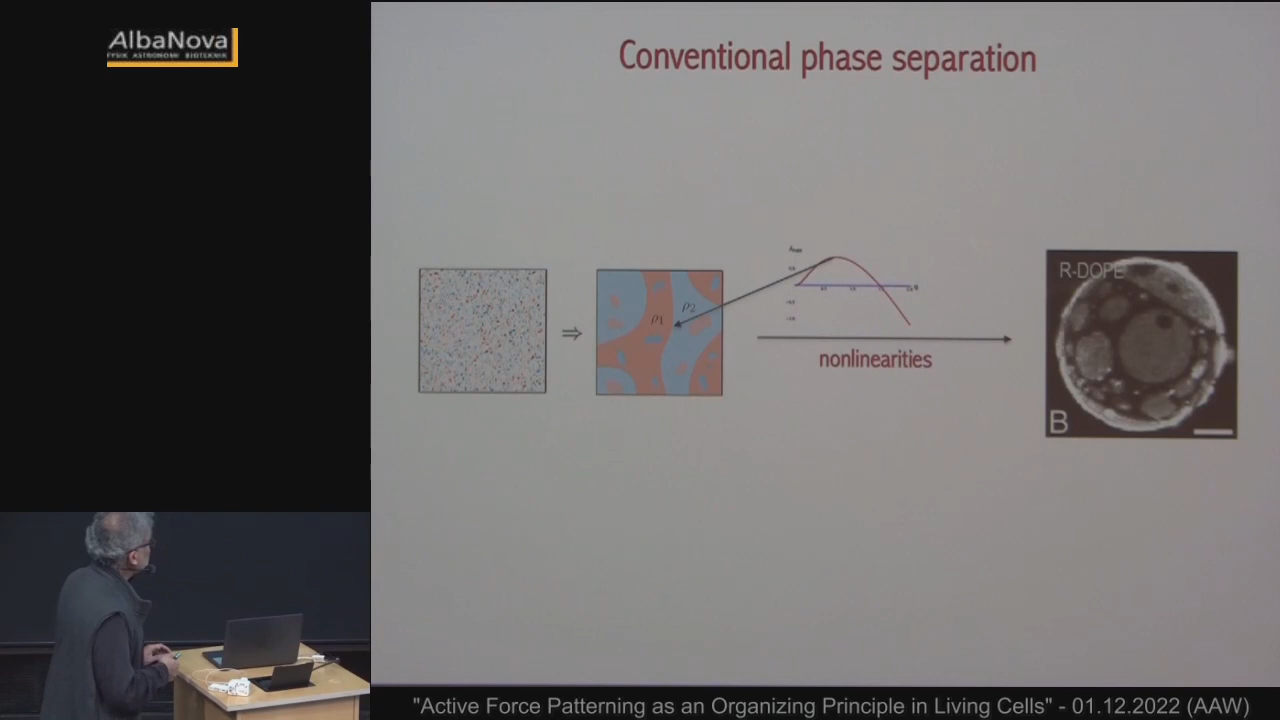 AlbaNova
FYSIK ASTRONOMI BIOTEKNIK
Conventional phase separation
R-DOPE
ρ1
ρ2
⇒
q
nonlinearities
B
"Active Force Patterning as an Organizing Principle in Living Cells" - 01.12.2022 (AAW)